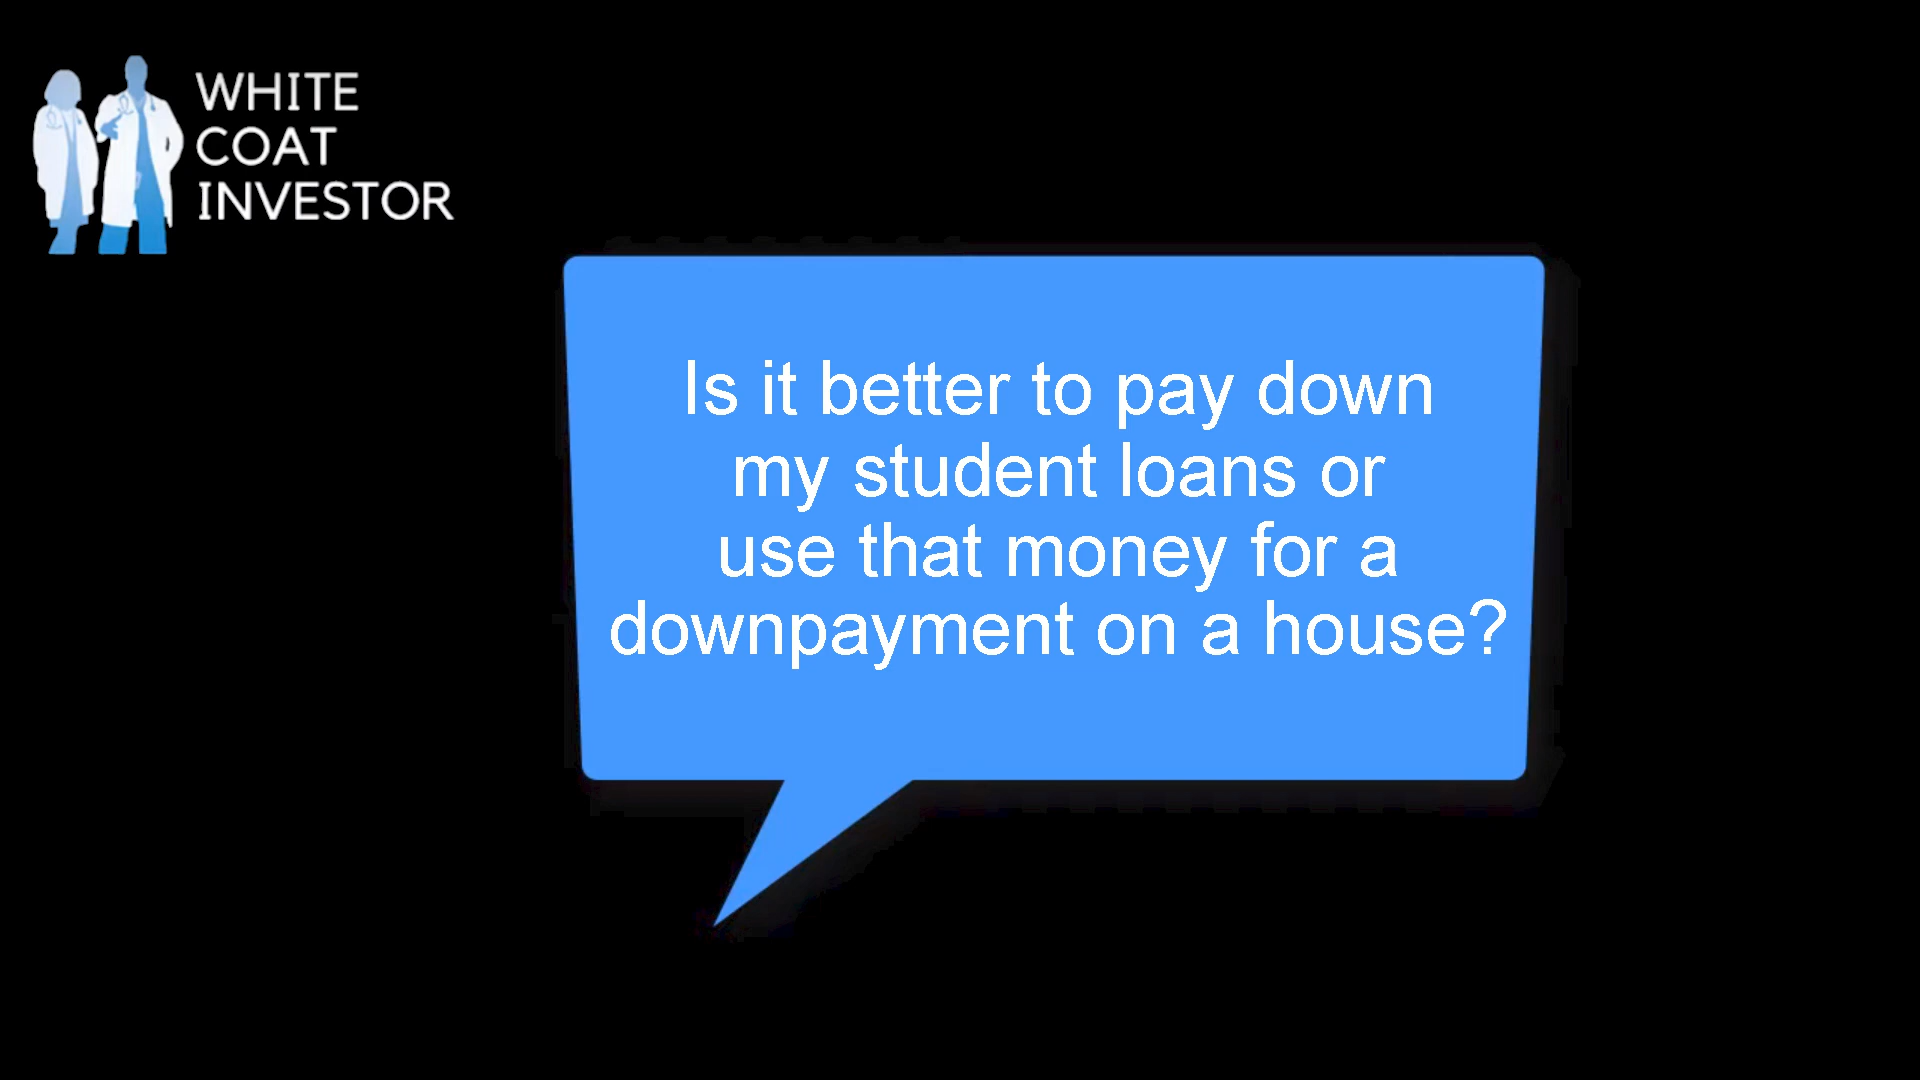 WHITE
COAT
INVESTOR
Is it better to pay down
my student loans or
use that money for a
downpayment on a house?